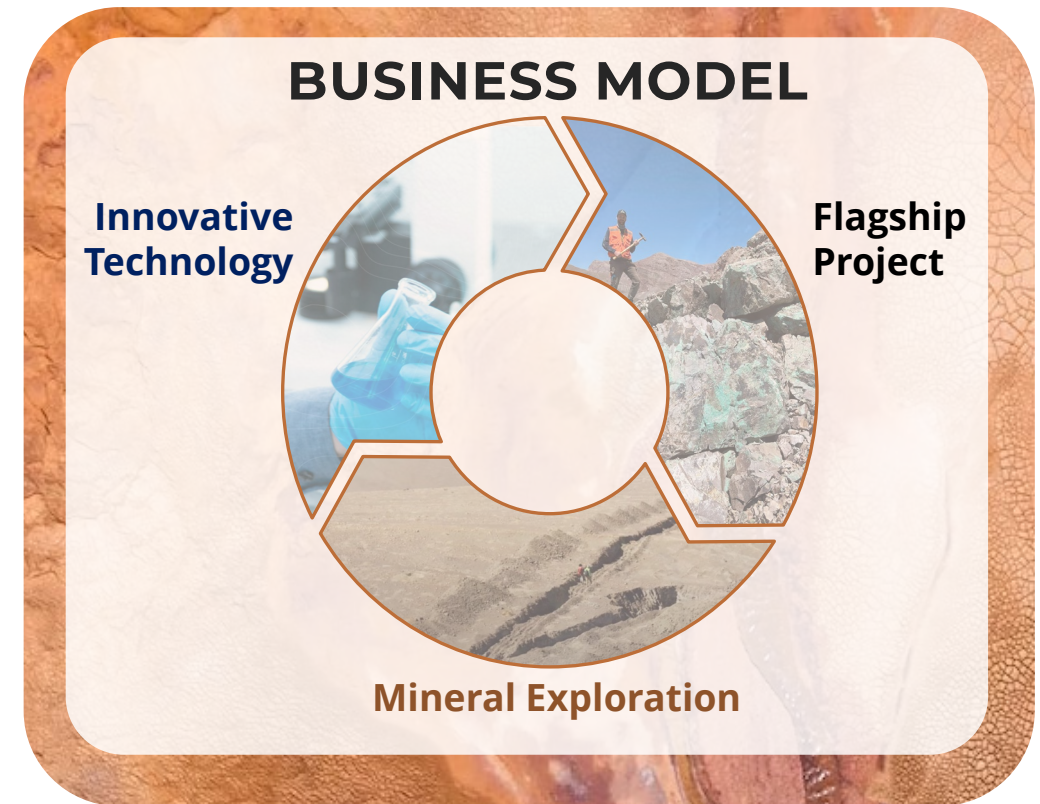 BUSINESS MODEL
Innovative
Technology
Flagship
Project
Mineral Exploration